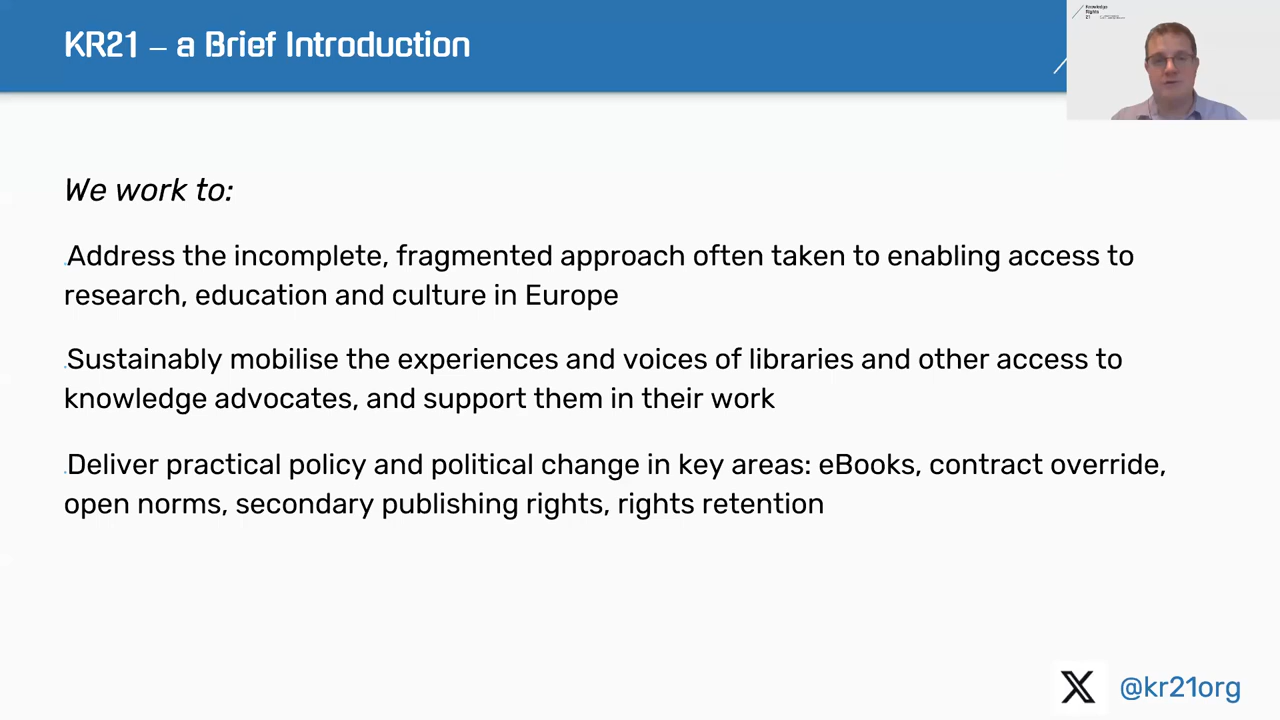 KR21 – a Brief Introduction
Knowledge
Rights
21
We work to:
Address the incomplete, fragmented approach often taken to enabling access to
research, education and culture in Europe
Sustainably mobilise the experiences and voices of libraries and other access to
knowledge advocates, and support them in their work
Deliver practical policy and political change in key areas: eBooks, contract override,
open norms, secondary publishing rights, rights retention
@kr21org